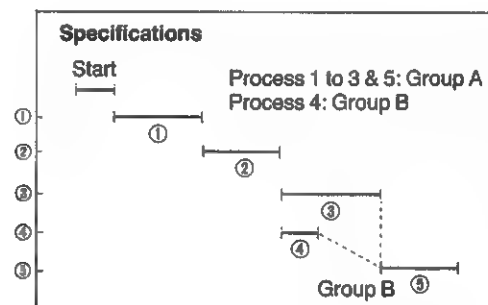 Specifications
Start
Process 1 to 3 & 5: Group A
Process 4: Group B
①
①
②
②
③
③
④
④
⑤
⑤
Group B